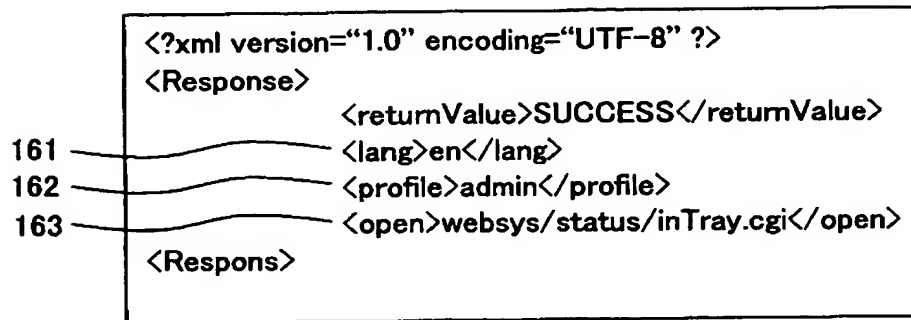 <?xml version=“1.0” encoding=“UTF-8” ?>
<Response>
<returnValue>SUCCESS</returnValue>
161 <lang>en</lang>
162 <profile>admin</profile>
163 <open>websys/status/inTray.cgi</open>
<Respons>